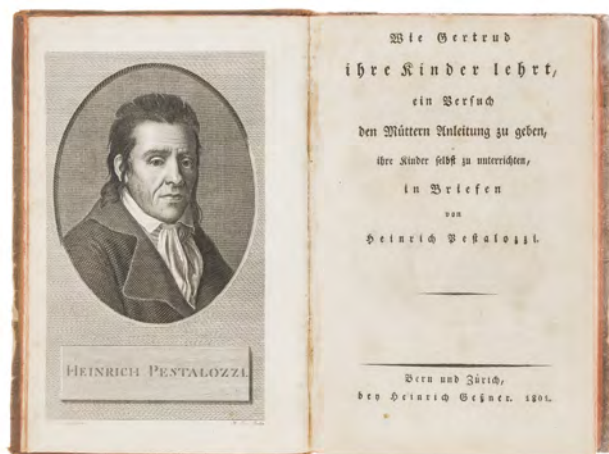 HEINRICH PESTALOZZI.
Wie Gertrud
ihre Kinder lehrt,
ein Versuch
den Müttern Anleitung zu geben,
ihre Kinder selbst zu unterrichten,
in Briefen
von
Heinrich Pestalozzi.
Bern und Zürich,
bey Heinrich Geßner. 1801.